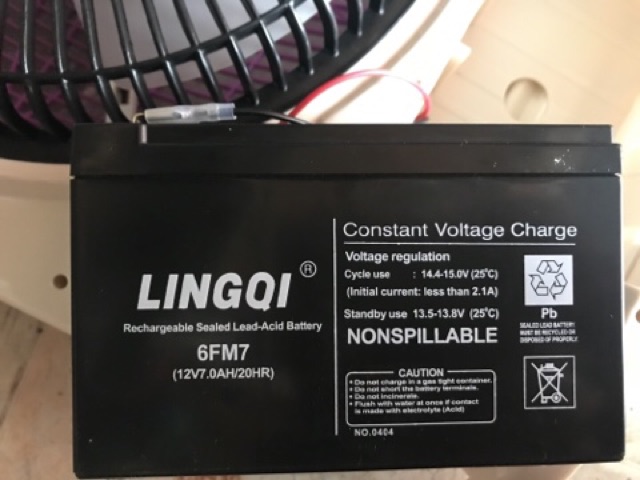 LINGQI ®
Rechargeable Sealed Lead-Acid Battery
6FM7
(12V7.0AH/20HR)
Constant Voltage Charge
Voltage regulation
Cycle use : 14.4-15.0V (25°C)
(Initial current: less than 2.1A)
Standby use 13.5-13.8V (25°C)
NONSPILLABLE
CAUTION
• Do not charge in a gas tight container.
• Do not short the battery terminals.
• Do not incinerate.
• Flush with water at once if contact
is made with electrolyte (Acid)
NO.0404
Pb
SEALED LEAD BATTERY
MUST BE RECYCLED OR
DISPOSED OF PROPERLY.